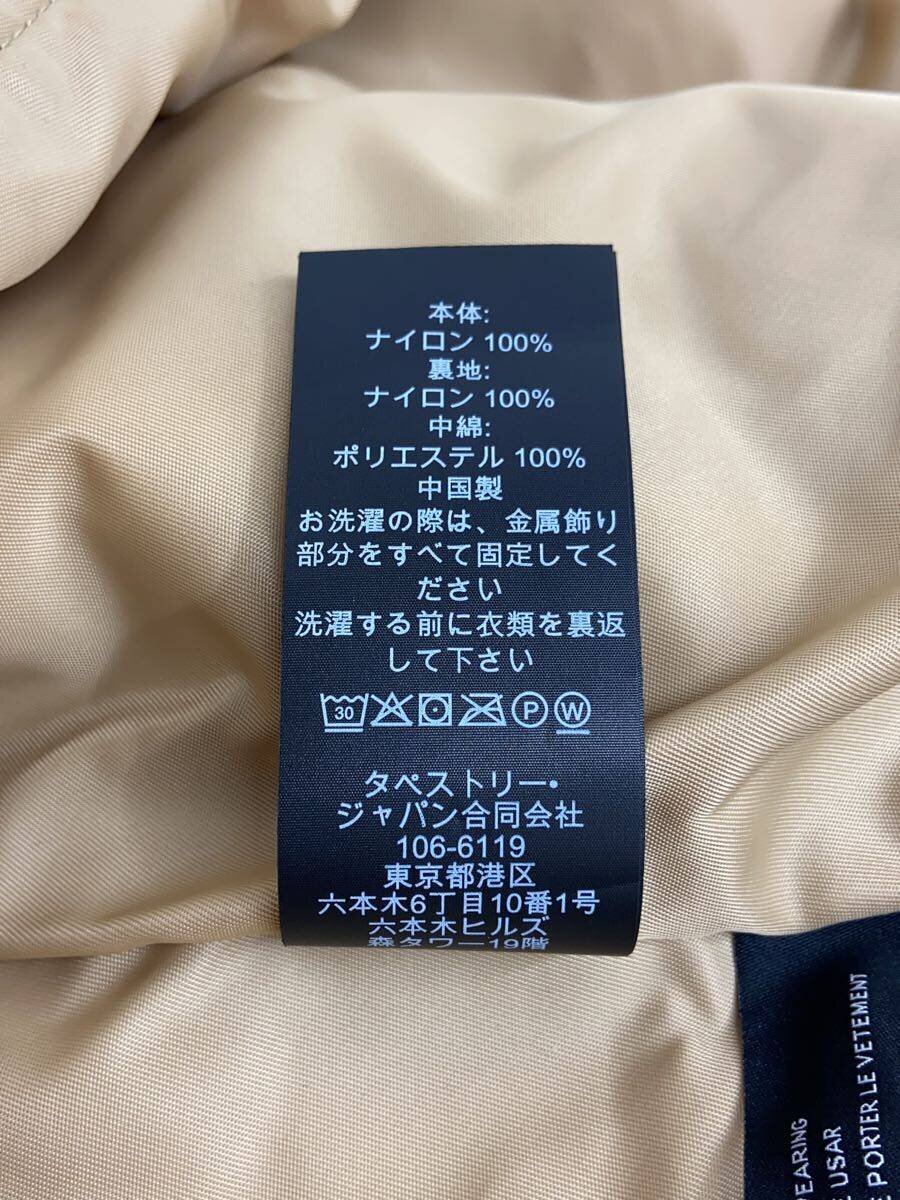 本体:
ナイロン 100%
裏地:
ナイロン 100%
中綿:
ポリエステル 100%
中国製
お洗濯の際は、金属飾り
部分をすべて固定してく
ださい
洗濯する前に衣類を裏返
して下さい
30 P W
タペストリー・
ジャパン合同会社
106-6119
東京都港区
六本木6丁目10番1号
六本木ヒルズ
森タワー19階
EARING
USAR
PORTER LE VETEMENT